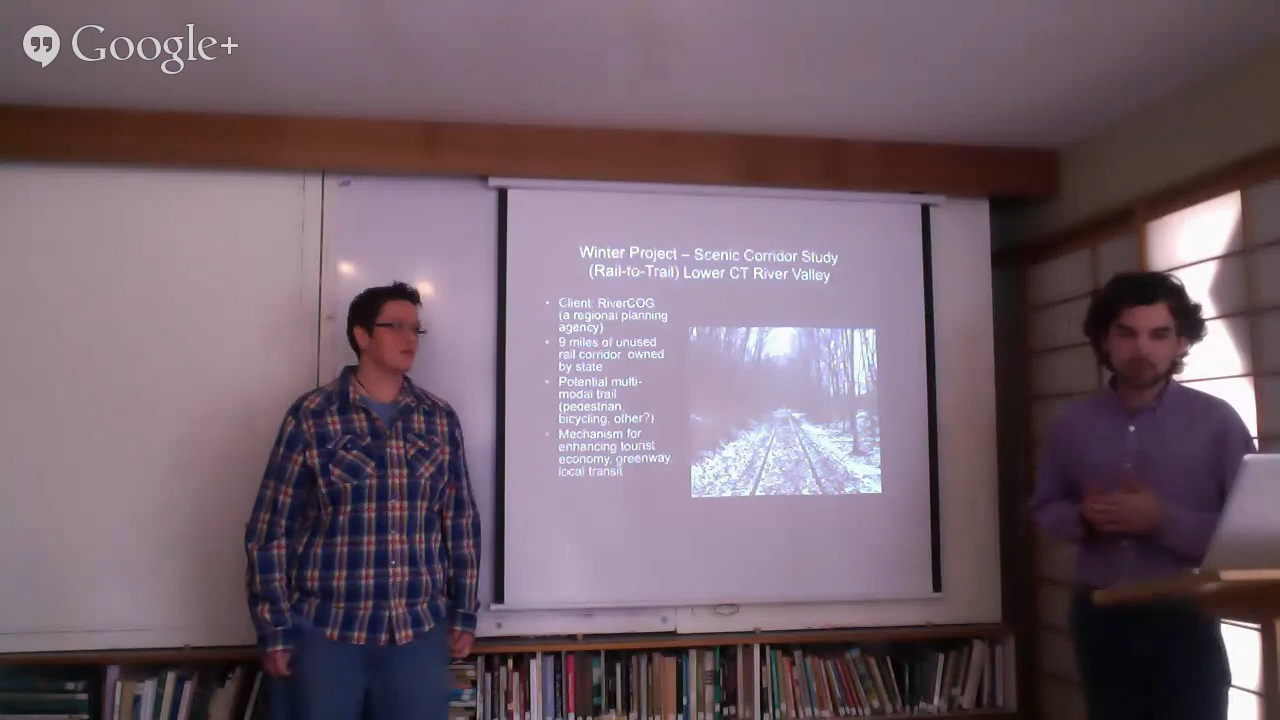 Google+
Winter Project – Scenic Corridor Study
(Rail-to-Trail) Lower CT River Valley
• Client: RiverCOG
(a regional planning
agency)
• 9 miles of unused
rail corridor owned
by state
• Potential multi-
modal trail
(pedestrian,
bicycling, other?)
• Mechanism for
enhancing tourist
economy, greenway,
local transit